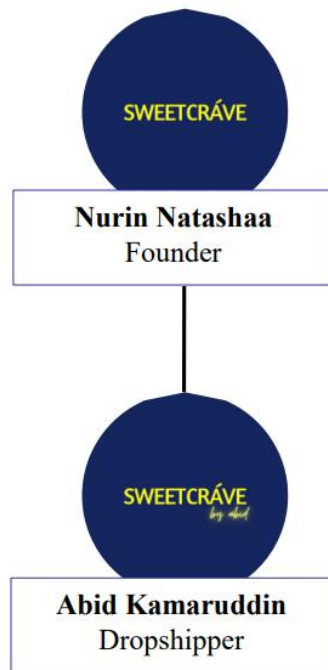 SWEETCRÁVE
Nurin Natashaa
Founder
SWEETCRÁVE
by abid
Abid Kamaruddin
Dropshipper